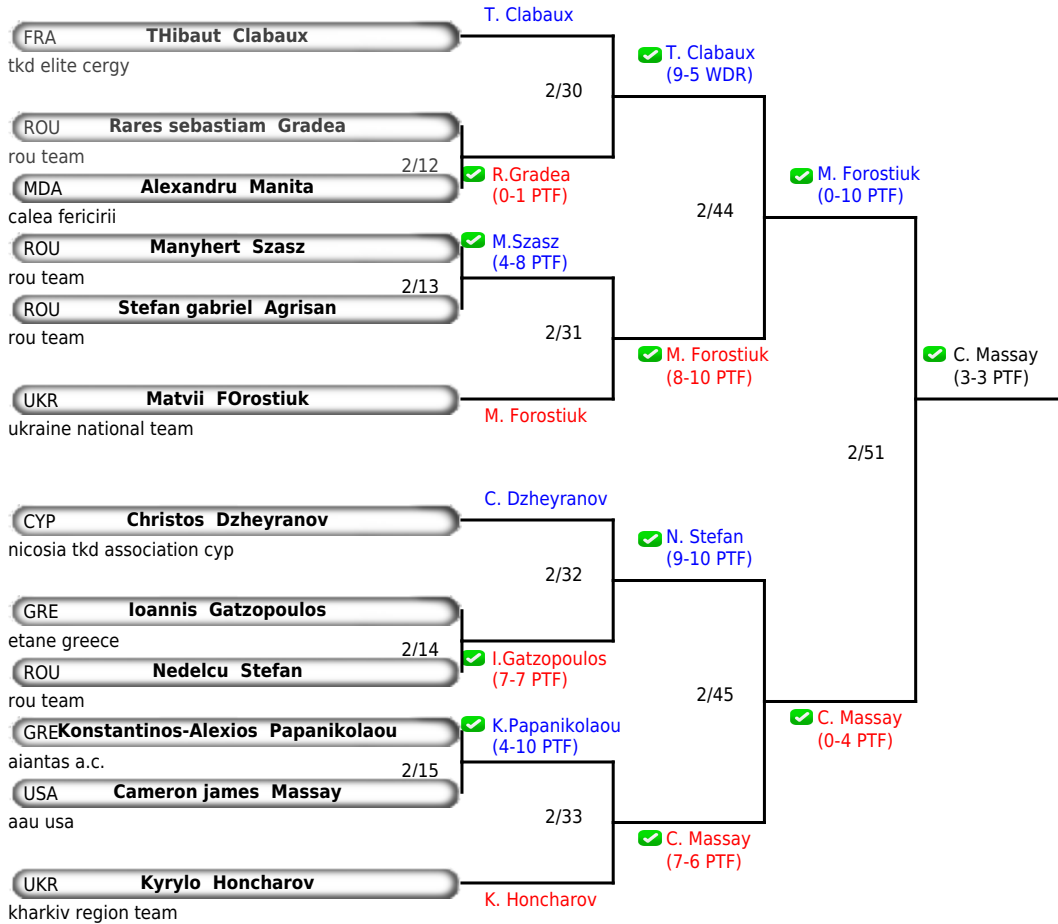 T. Clabaux
FRA THibaut Clabaux
tkd elite cergy
T. Clabaux
(9-5 WDR)
2/30
ROU Rares sebastiam Gradea
rou team
2/12
R.Gradea
(0-1 PTF)
MDA Alexandru Manita
calea fericirii
M. Forostiuk
(0-10 PTF)
2/44
ROU Manyhert Szasz
rou team
M.Szasz
(4-8 PTF)
2/13
ROU Stefan gabriel Agrisan
rou team
2/31
M. Forostiuk
(8-10 PTF)
UKR Matvii FOrostiuk
ukraine national team
M. Forostiuk
C. Massay
(3-3 PTF)
2/51
C. Dzheyranov
CYP Christos Dzheyranov
nicosia tkd association cyp
N. Stefan
(9-10 PTF)
2/32
GRE Ioannis Gatzopoulos
etane greece
2/14
I.Gatzopoulos
(7-7 PTF)
ROU Nedelcu Stefan
rou team
2/45
C. Massay
(0-4 PTF)
GRE Konstantinos-Alexios Papanikolaou
aiantas a.c.
K.Papanikolaou
(4-10 PTF)
2/15
USA Cameron james Massay
aau usa
2/33
C. Massay
(7-6 PTF)
UKR Kyrylo Honcharov
kharkiv region team
K. Honcharov